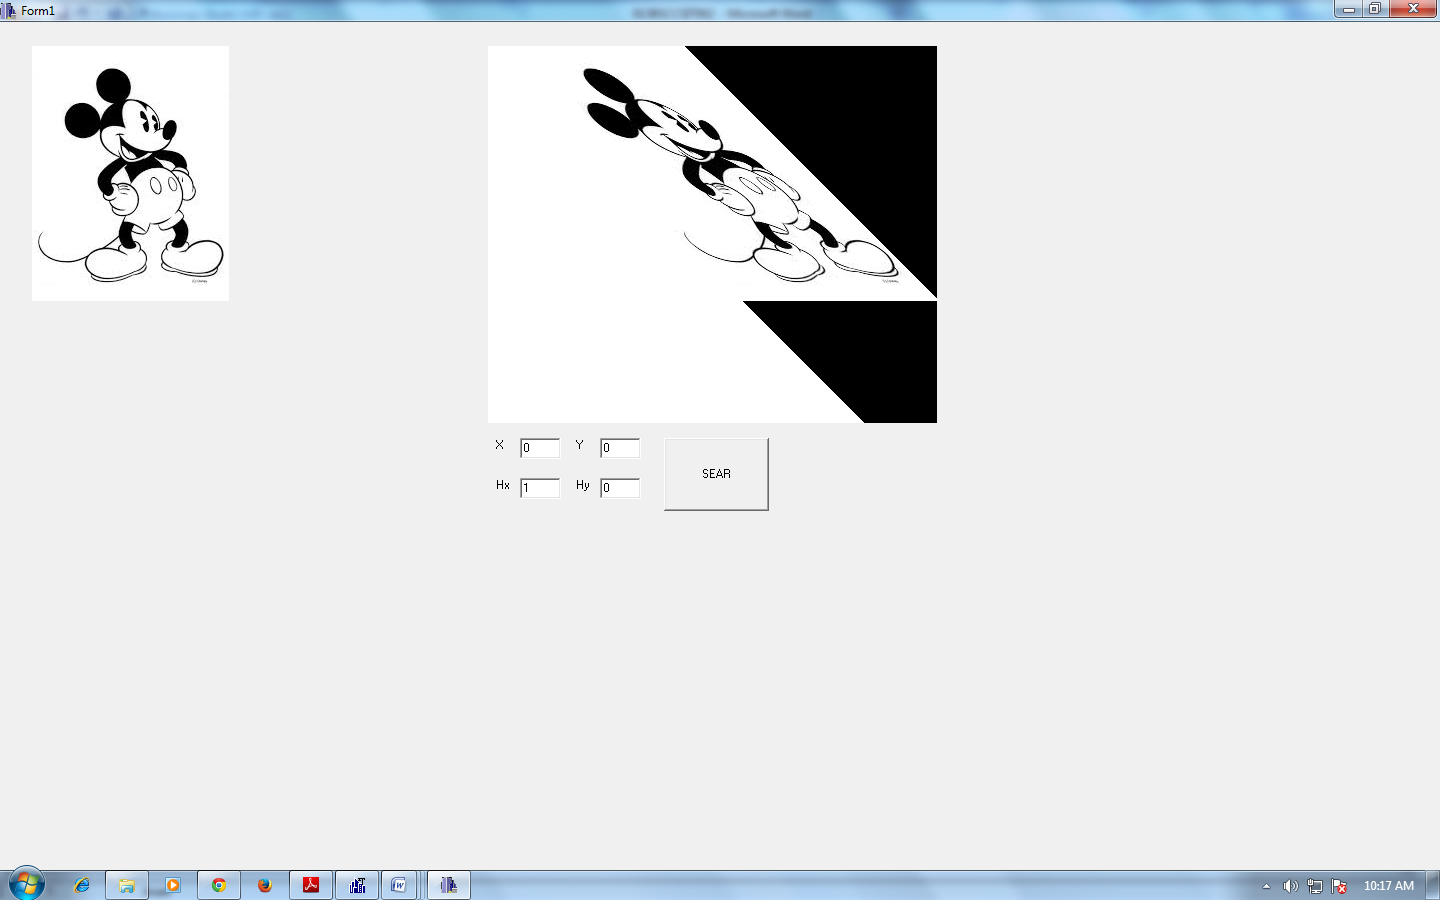 Form1
X 0 Y 0
Hx 1 Hy 0
SEAR
10:17 AM